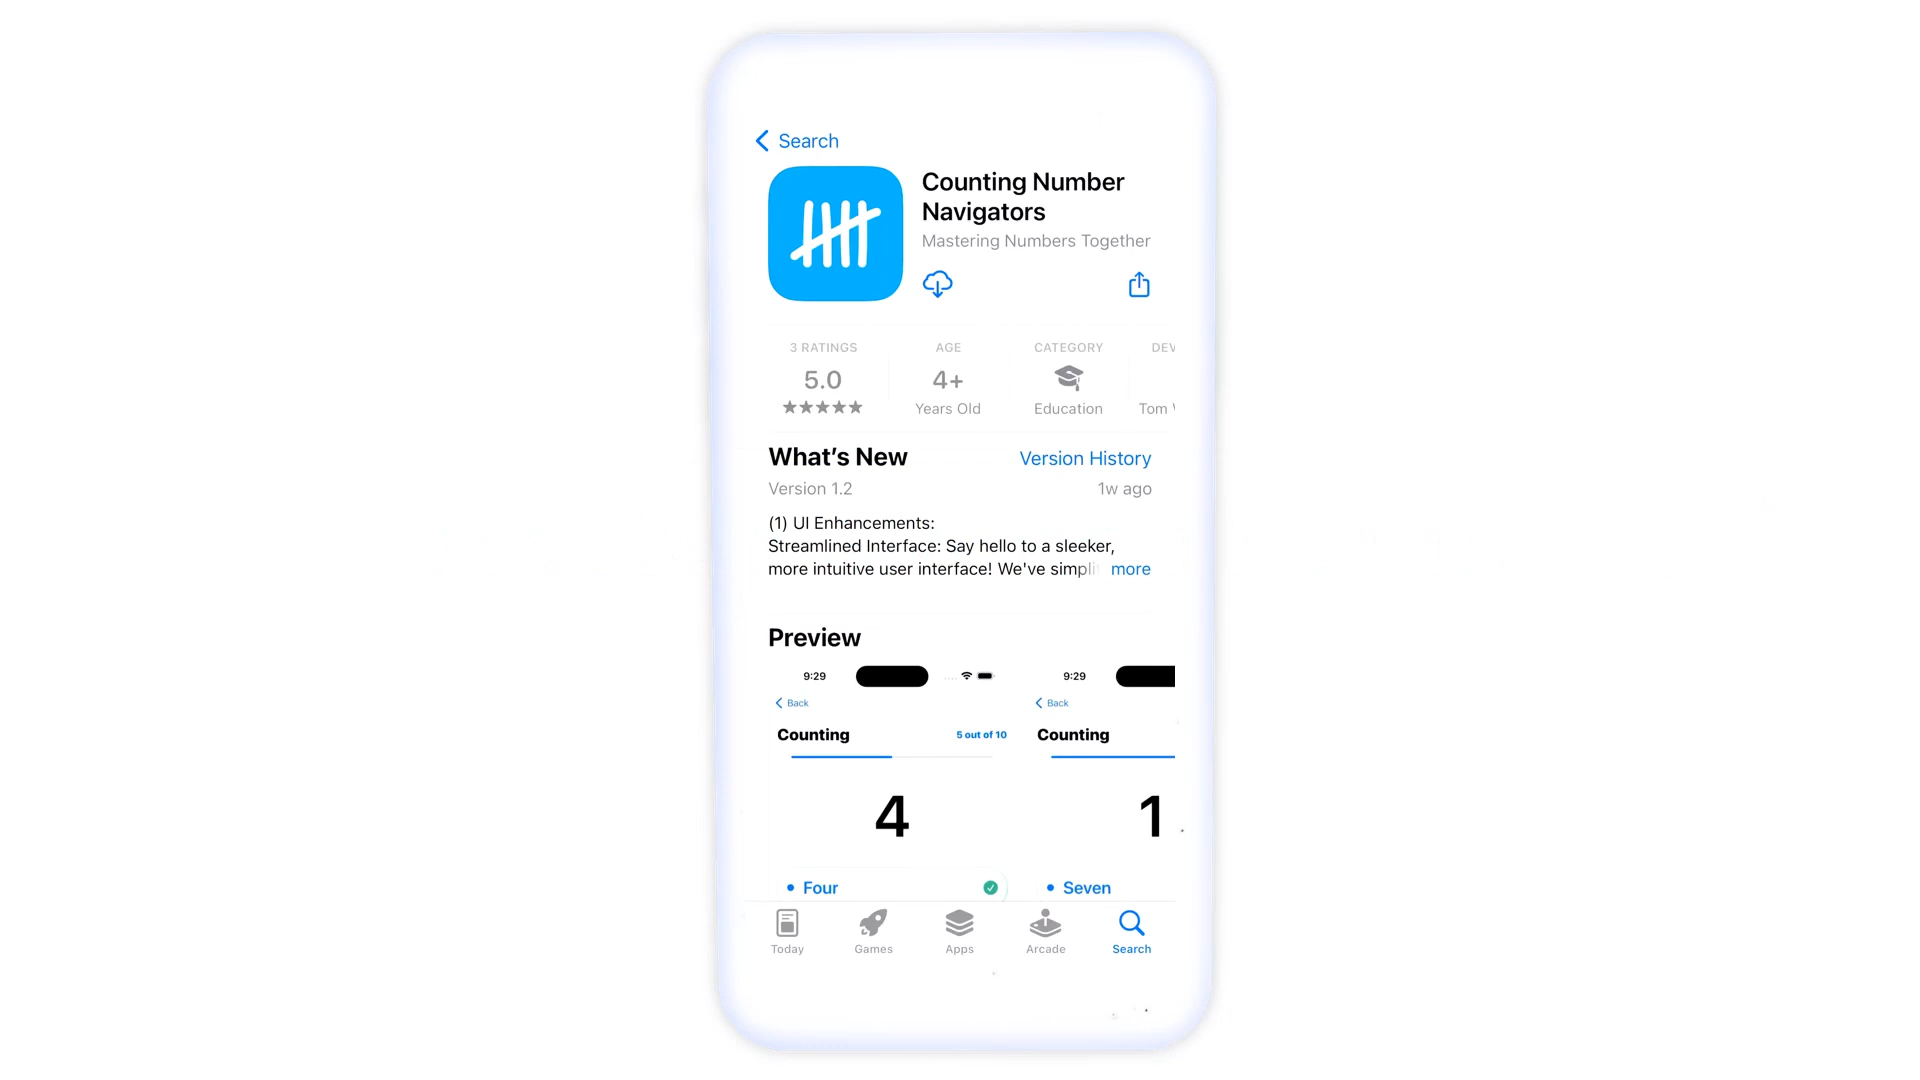 Search
Counting Number
Navigators
Mastering Numbers Together
3 RATINGS
AGE
CATEGORY
DEV
5.0
4+
★★★★★
Years Old
Education
Tom
What's New
Version History
Version 1.2
1w ago
(1) UI Enhancements:
Streamlined Interface: Say hello to a sleeker,
more intuitive user interface! We've simpli more
Preview
9:29
9:29
Back
Back
Counting
5 out of 10
Counting
4
1
Four
Seven
Today
Games
Apps
Arcade
Search